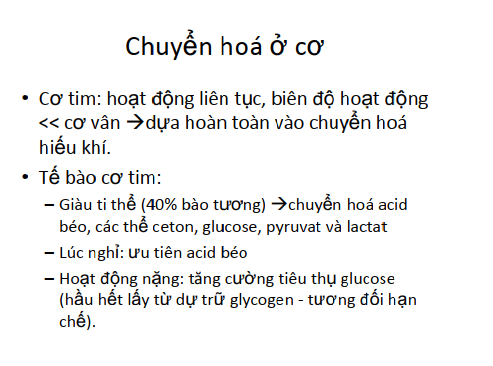 Chuyển hoá ở cơ
• Cơ tim: hoạt động liên tục, biên độ hoạt động
<< cơ vân →dựa hoàn toàn vào chuyển hoá
hiếu khí.
• Tế bào cơ tim:
– Giàu ti thể (40% bào tương) →chuyển hoá acid
béo, các thể ceton, glucose, pyruvat và lactat
– Lúc nghỉ: ưu tiên acid béo
– Hoạt động nặng: tăng cường tiêu thụ glucose
(hầu hết lấy từ dự trữ glycogen - tương đối hạn
chế).